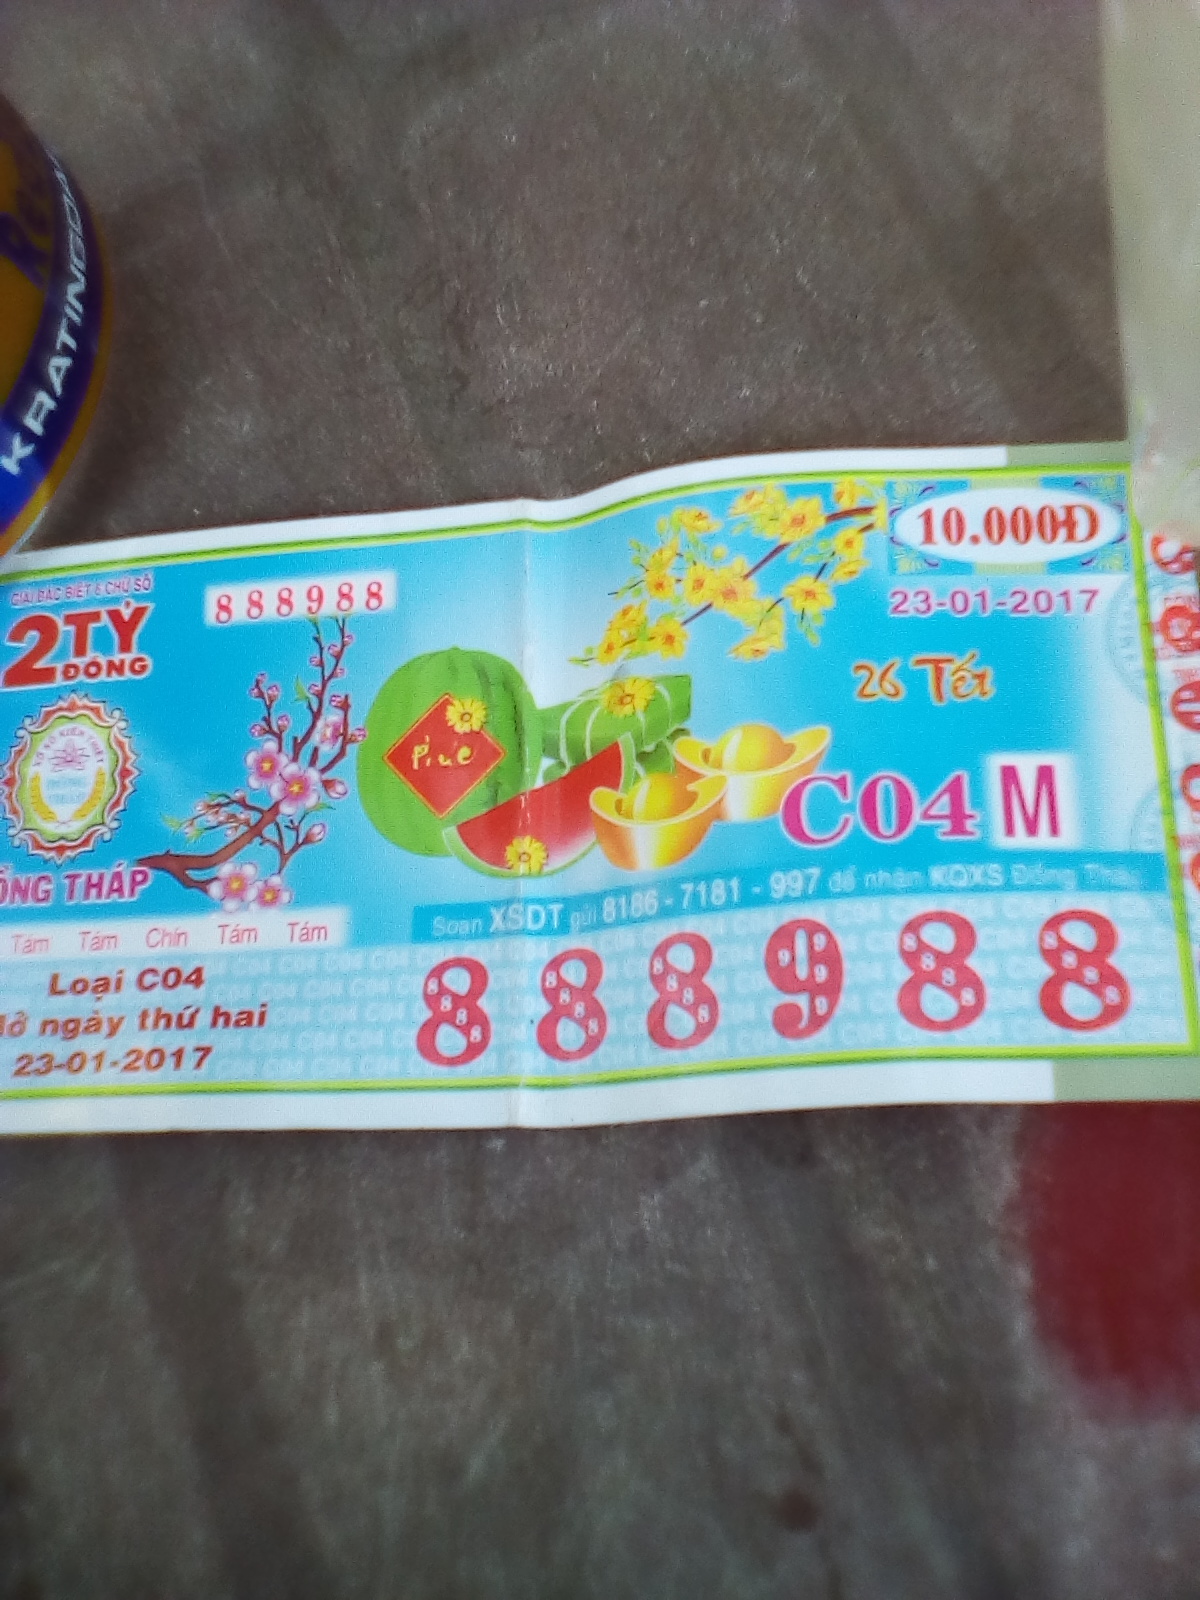 KRATINGDA
GIẢI ĐẶC BIỆT 6 CHỮ SỐ
2 TỶ
ĐỒNG
888988
10.000Đ
23-01-2017
26 Tết
Phúc
C04 M
ỒNG THÁP
Soạn XSDT gửi 8186 - 7181 - 997 để nhận KQXS Đồng Tháp
Tám Tám Chín Tám Tám
888988
Loại C04
Mở ngày thứ hai
23-01-2017